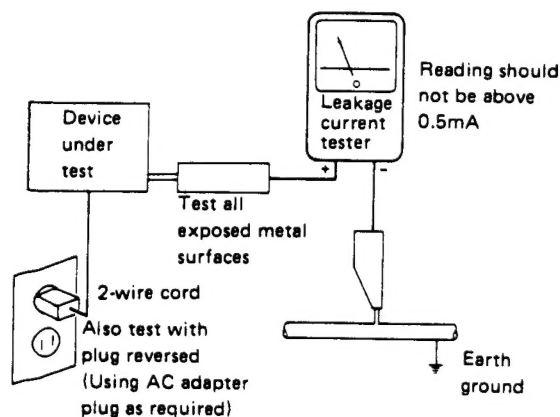 Device
under
test
Leakage
current
tester
Reading should
not be above
0.5mA
+
-
Test all
exposed metal
surfaces
2-wire cord
Also test with
plug reversed
(Using AC adapter
plug as required)
Earth
ground